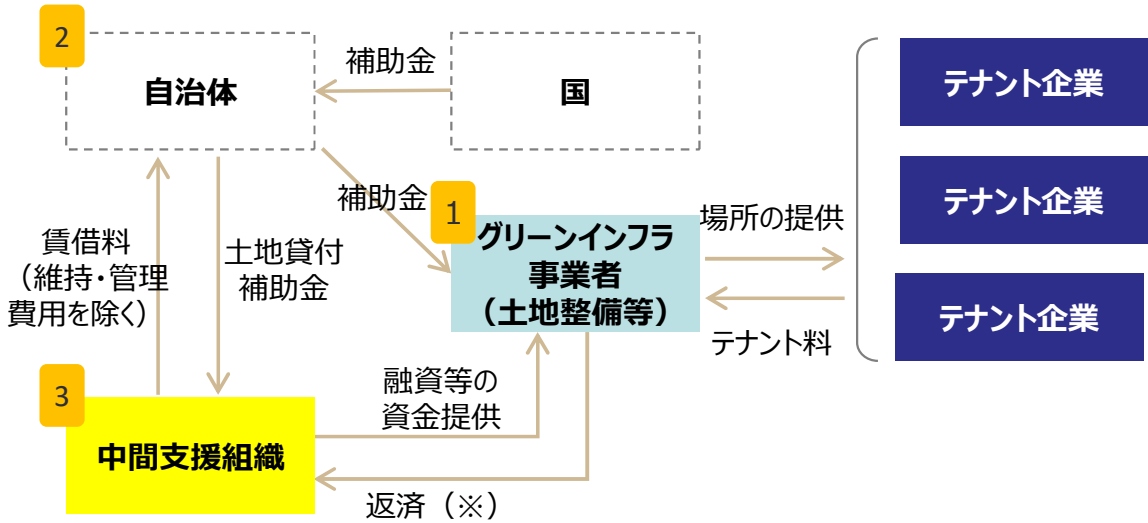 2
自治体
補助金
国
テナント企業
テナント企業
テナント企業
補助金
1
グリーンインフラ
事業者
（土地整備等）
場所の提供
テナント料
賃借料
（維持・管理
費用を除く）
土地貸付
補助金
3
中間支援組織
融資等の
資金提供
返済（※）